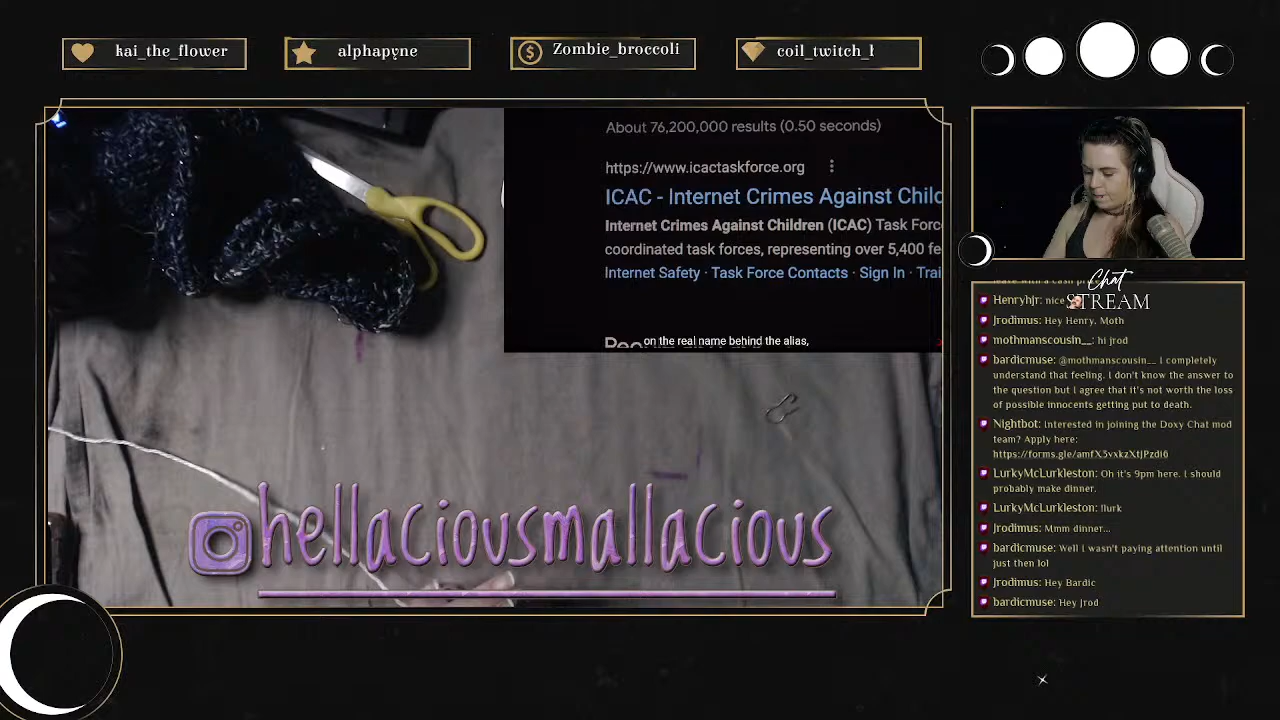 kai_the_flower
alphapyne
Zombie_broccoli
coil_twitch_
About 76,200,000 results (0.50 seconds)
https://www.icactaskforce.org
ICAC - Internet Crimes Against Child
Internet Crimes Against Children (ICAC) Task Forc
coordinated task forces, representing over 5,400 fe
Internet Safety · Task Force Contacts · Sign In · Trai
on the real name behind the alias,
hellaciousmallacious
Chat
STREAM
Henryhjr: nice
Jrodimus: Hey Henry. Moth
mothmanscousin__: hi jrod
bardicmuse: @mothmanscousin__ I completely
understand that feeling. I don't know the answer to
the question but I agree that it's not worth the loss
of possible innocents getting put to death.
Nightbot: Interested in joining the Doxy Chat mod
team? Apply here:
LurkyMcLurkleston: Oh it's 9pm here. I should
probably make dinner.
LurkyMcLurkleston: !lurk
Jrodimus: Mmm dinner...
bardicmuse: Well I wasn't paying attention until
just then lol
Jrodimus: Hey Bardic
bardicmuse: Hey Jrod